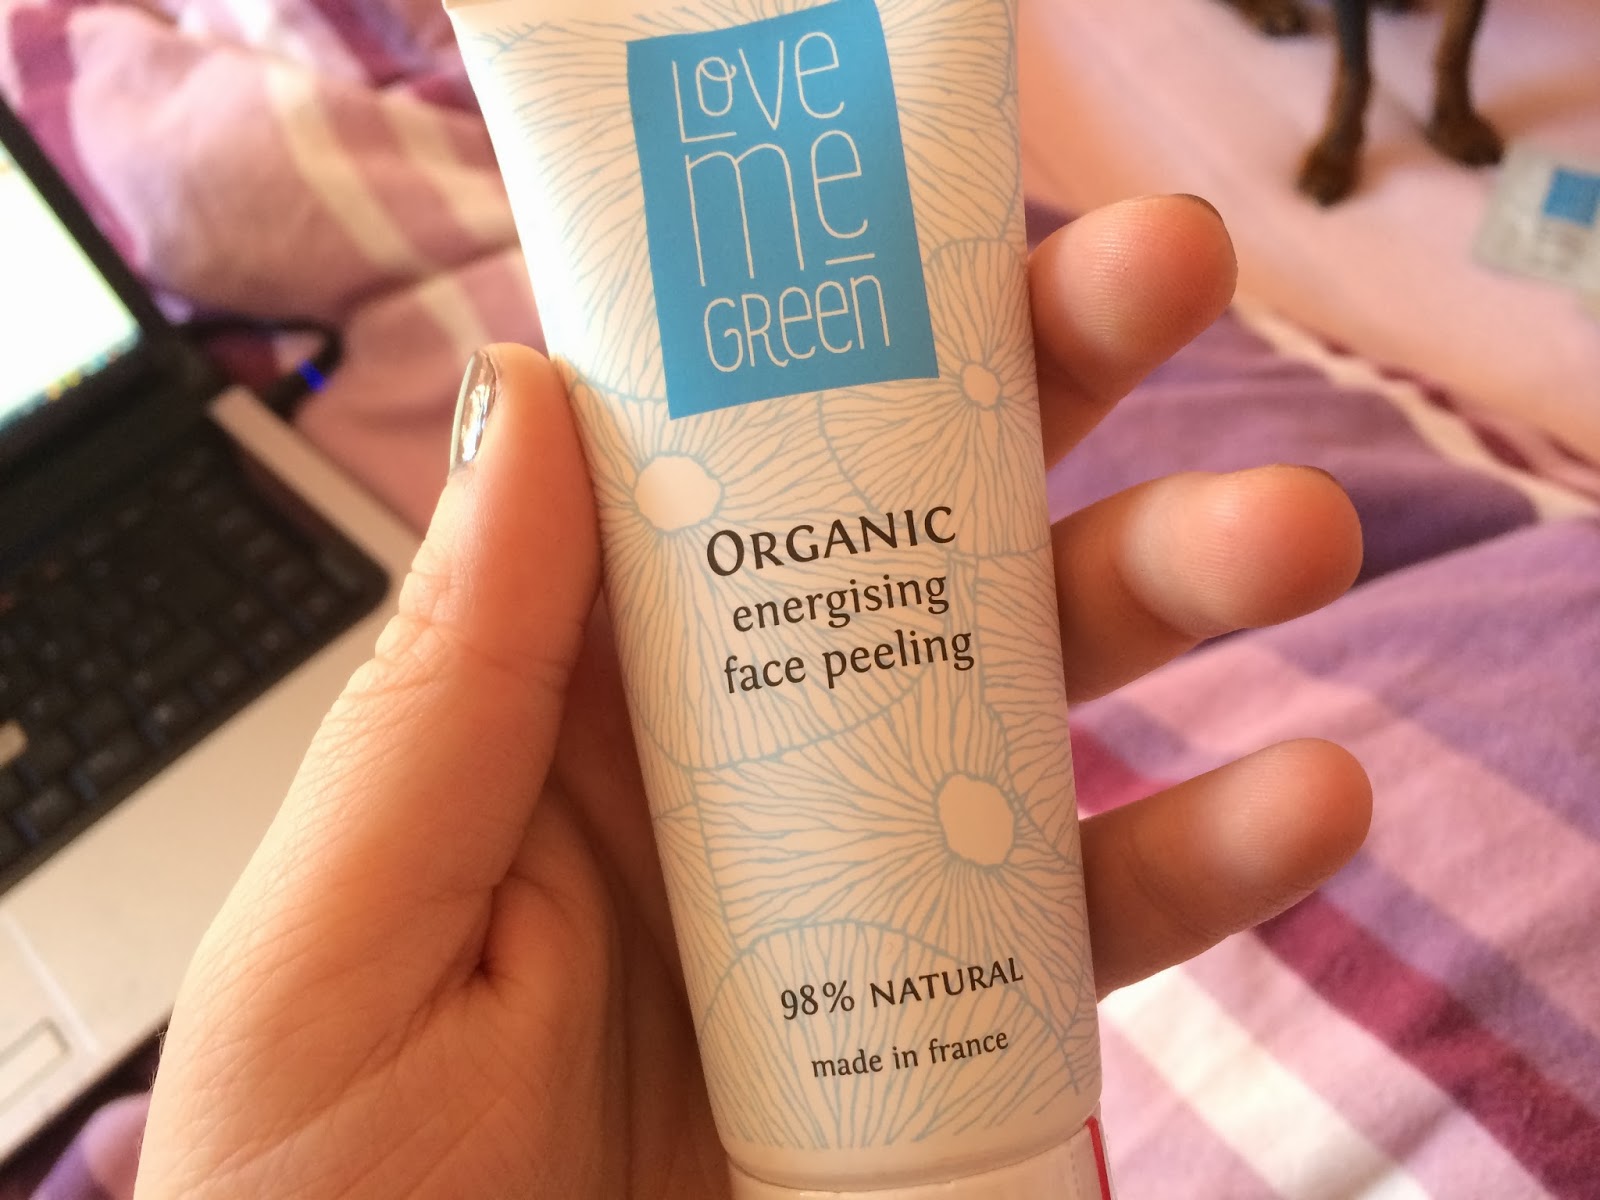 Love
me
Green
ORGANIC
energising
face peeling
98% NATURAL
made in france